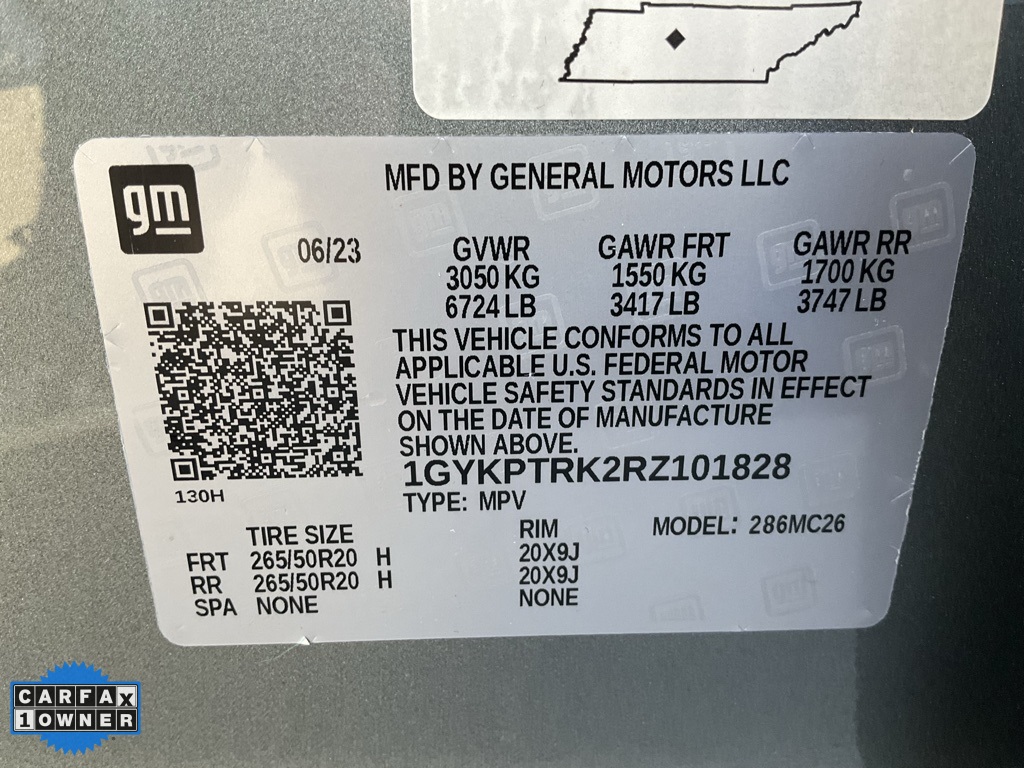 gm
MFD BY GENERAL MOTORS LLC
06/23 GVWR GAWR FRT GAWR RR
3050 KG 1550 KG 1700 KG
6724 LB 3417 LB 3747 LB
THIS VEHICLE CONFORMS TO ALL
APPLICABLE U.S. FEDERAL MOTOR
VEHICLE SAFETY STANDARDS IN EFFECT
ON THE DATE OF MANUFACTURE
SHOWN ABOVE.
1GYKPTRK2RZ101828
130H
TYPE: MPV
TIRE SIZE RIM MODEL: 286MC26
FRT 265/50R20 H 20X9J
RR 265/50R20 H 20X9J
SPA NONE NONE
CARFAX
1 OWNER